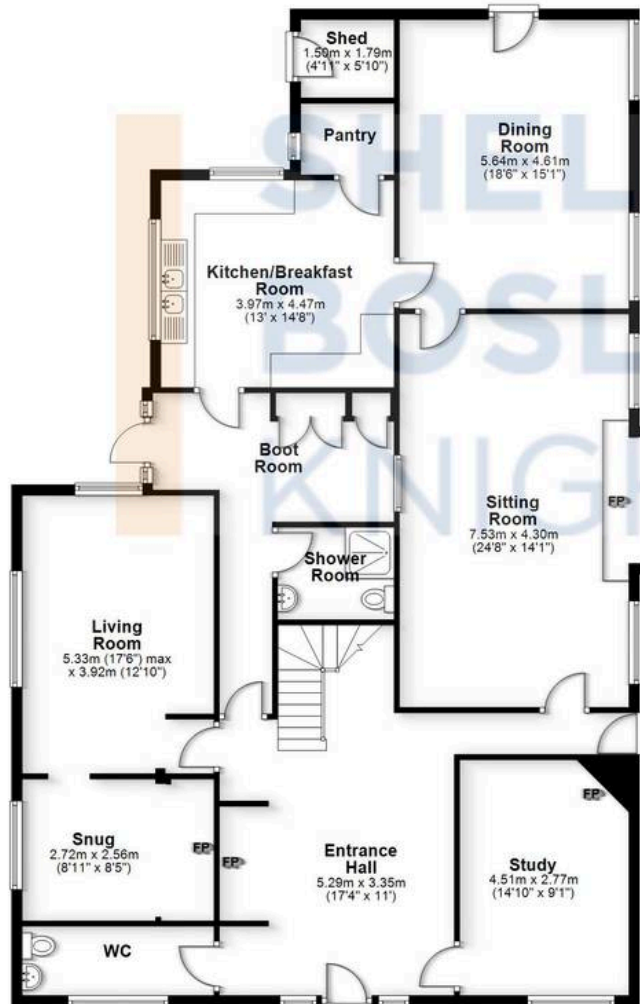 Shed
1.50m x 1.79m
(4'11" x 5'10")
Pantry
Dining
Room
5.64m x 4.61m
(18'6" x 15'1")
SHEL
Kitchen/Breakfast
Room
3.97m x 4.47m
(13' x 14'8")
BOSL
Boot
Room
KNIGH
Sitting
Room
7.53m x 4.30m
(24'8" x 14'1")
FP
Shower
Room
Living
Room
5.33m (17'6") max
x 3.92m (12'10")
Snug
2.72m x 2.56m
(8'11" x 8'5")
FP
FP
Entrance
Hall
5.29m x 3.35m
(17'4" x 11')
FP
Study
4.51m x 2.77m
(14'10" x 9'1")
WC